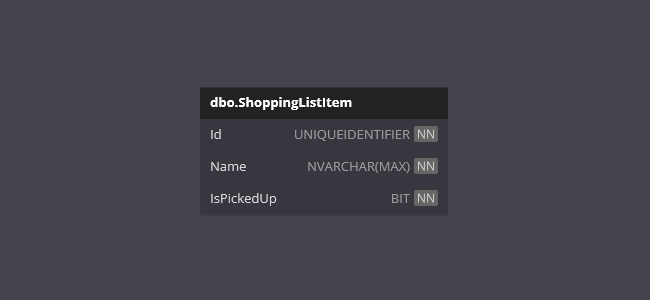 dbo.ShoppingListItem
Id UNIQUEIDENTIFIER NN
Name NVARCHAR(MAX) NN
IsPickedUp BIT NN